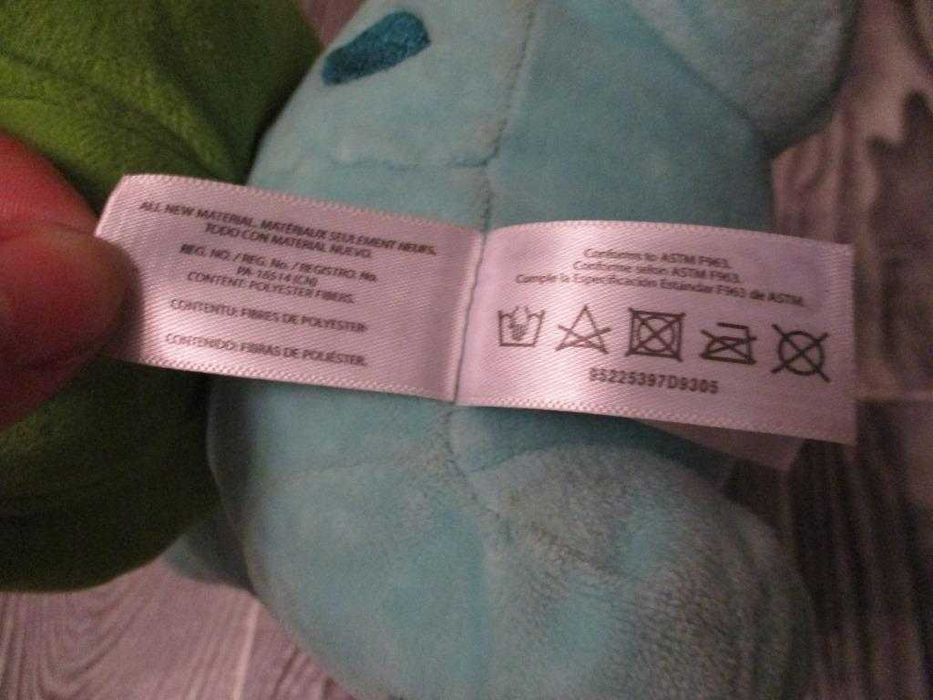 ALL NEW MATERIAL. MATÉRIAUX SEULEMENT NEUFS.
TODO CON MATERIAL NUEVO.
REG. NO. / REG. No. / REGISTRO. No.
PA-16514 (CN)
CONTENT: POLYESTER FIBERS.
CONTENTU: FIBRES DE POLYESTER·
CONTENIDO: FIBRAS DE POLIÉSTER.
Conforms to ASTM F963.
Conforme selon ASTM F963.
Cumple la Especificación Estándar F963 de ASTM.
85225397D9305